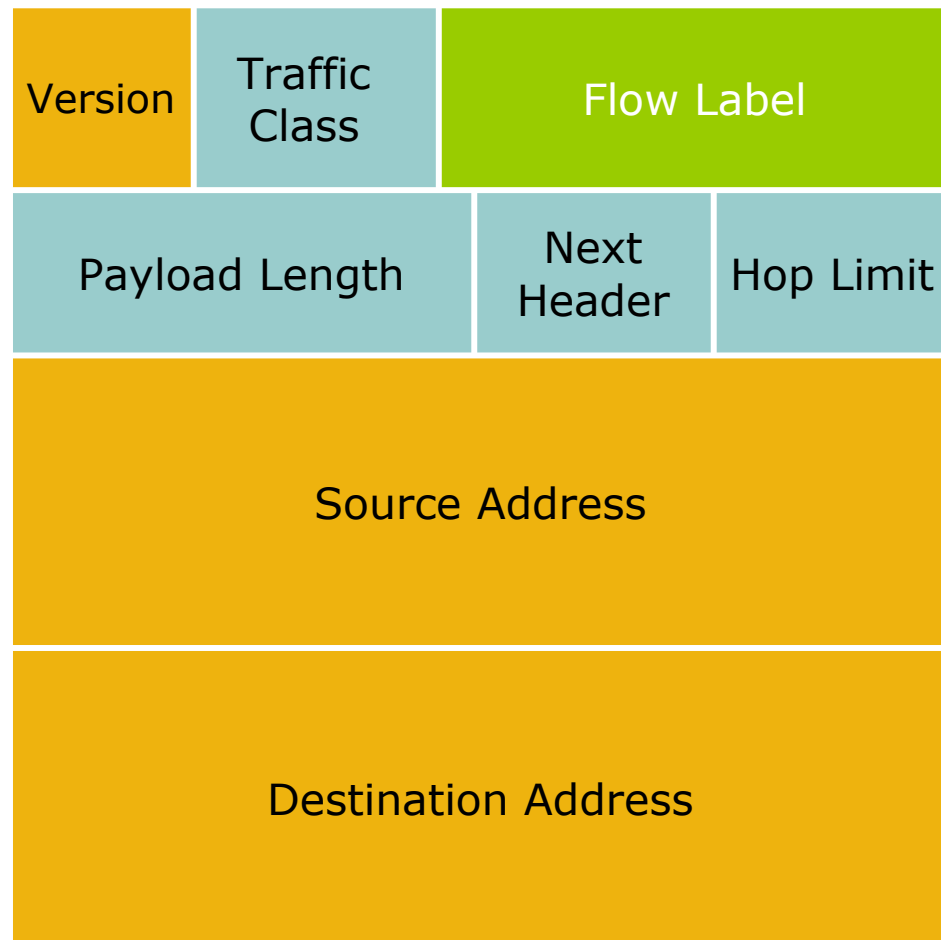 Version
Traffic
Class
Flow Label
Payload Length
Next
Header
Hop Limit
Source Address
Destination Address